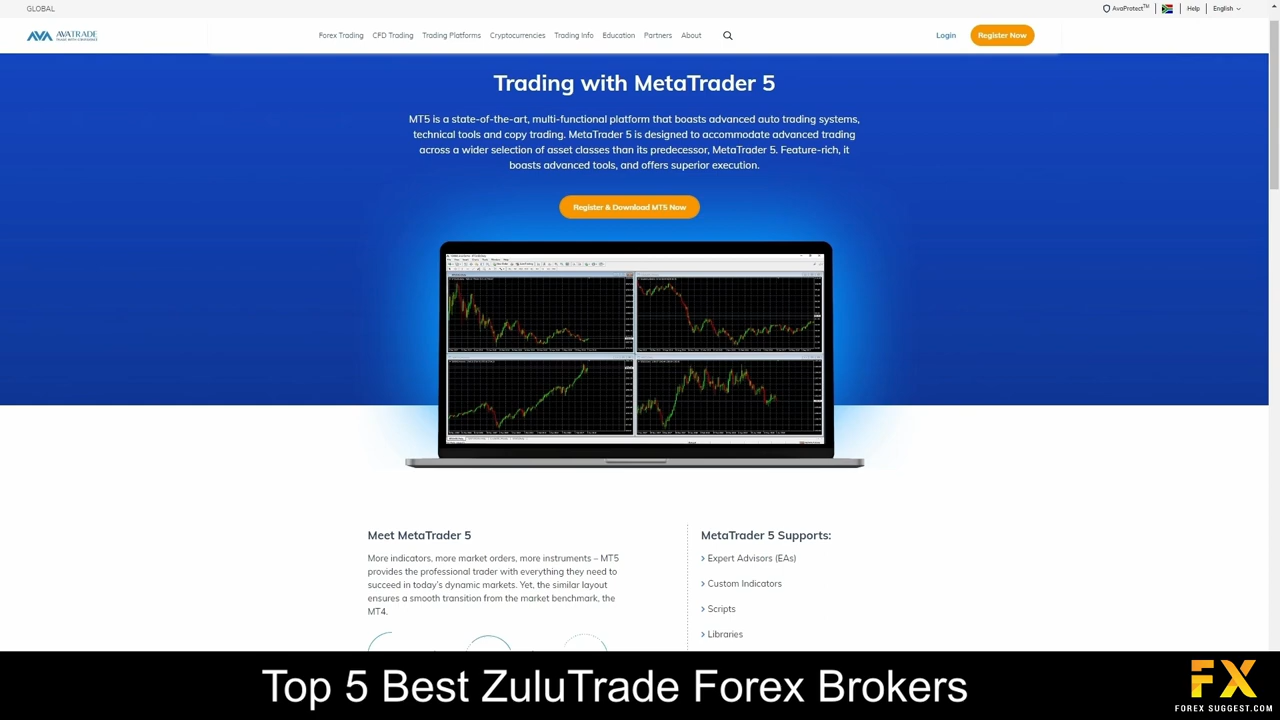 GLOBAL
AvaProtect™ Help English
AVA AVATRADE
Forex Trading CFD Trading Trading Platforms Cryptocurrencies Trading Info Education Partners About
Login Register Now
Trading with MetaTrader 5
MT5 is a state-of-the-art, multi-functional platform that boasts advanced auto trading systems,
technical tools and copy trading. MetaTrader 5 is designed to accommodate advanced trading
across a wider selection of asset classes than its predecessor, MetaTrader 5. Feature-rich, it
boasts advanced tools, and offers superior execution.
Register & Download MT5 Now
Meet MetaTrader 5
More indicators, more market orders, more instruments – MT5
provides the professional trader with everything they need to
succeed in today's dynamic markets. Yet, the similar layout
ensures a smooth transition from the market benchmark, the
MT4.
MetaTrader 5 Supports:
Expert Advisors (EAs)
Custom Indicators
Scripts
Libraries
Top 5 Best ZuluTrade Forex Brokers
FX
FOREX SUGGEST.COM